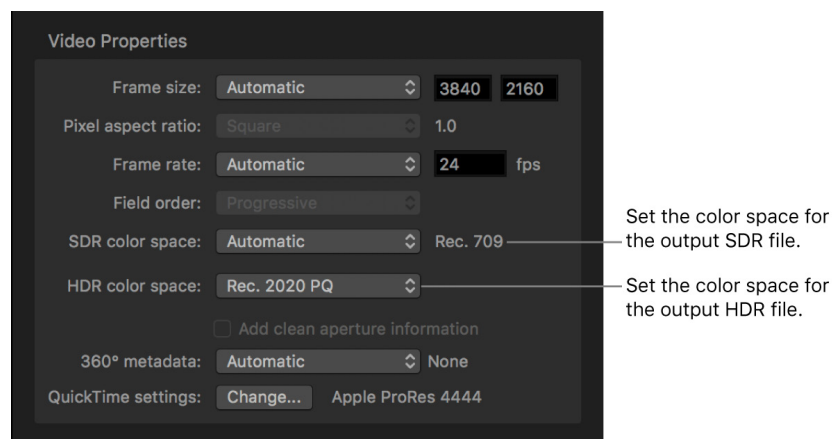 Video Properties
Frame size: Automatic 3840 2160
Pixel aspect ratio: Square 1.0
Frame rate: Automatic 24 fps
Field order: Progressive
SDR color space: Automatic Rec. 709
Set the color space for
the output SDR file.
HDR color space: Rec. 2020 PQ
Set the color space for
the output HDR file.
Add clean aperture information
360° metadata: Automatic None
QuickTime settings: Change... Apple ProRes 4444